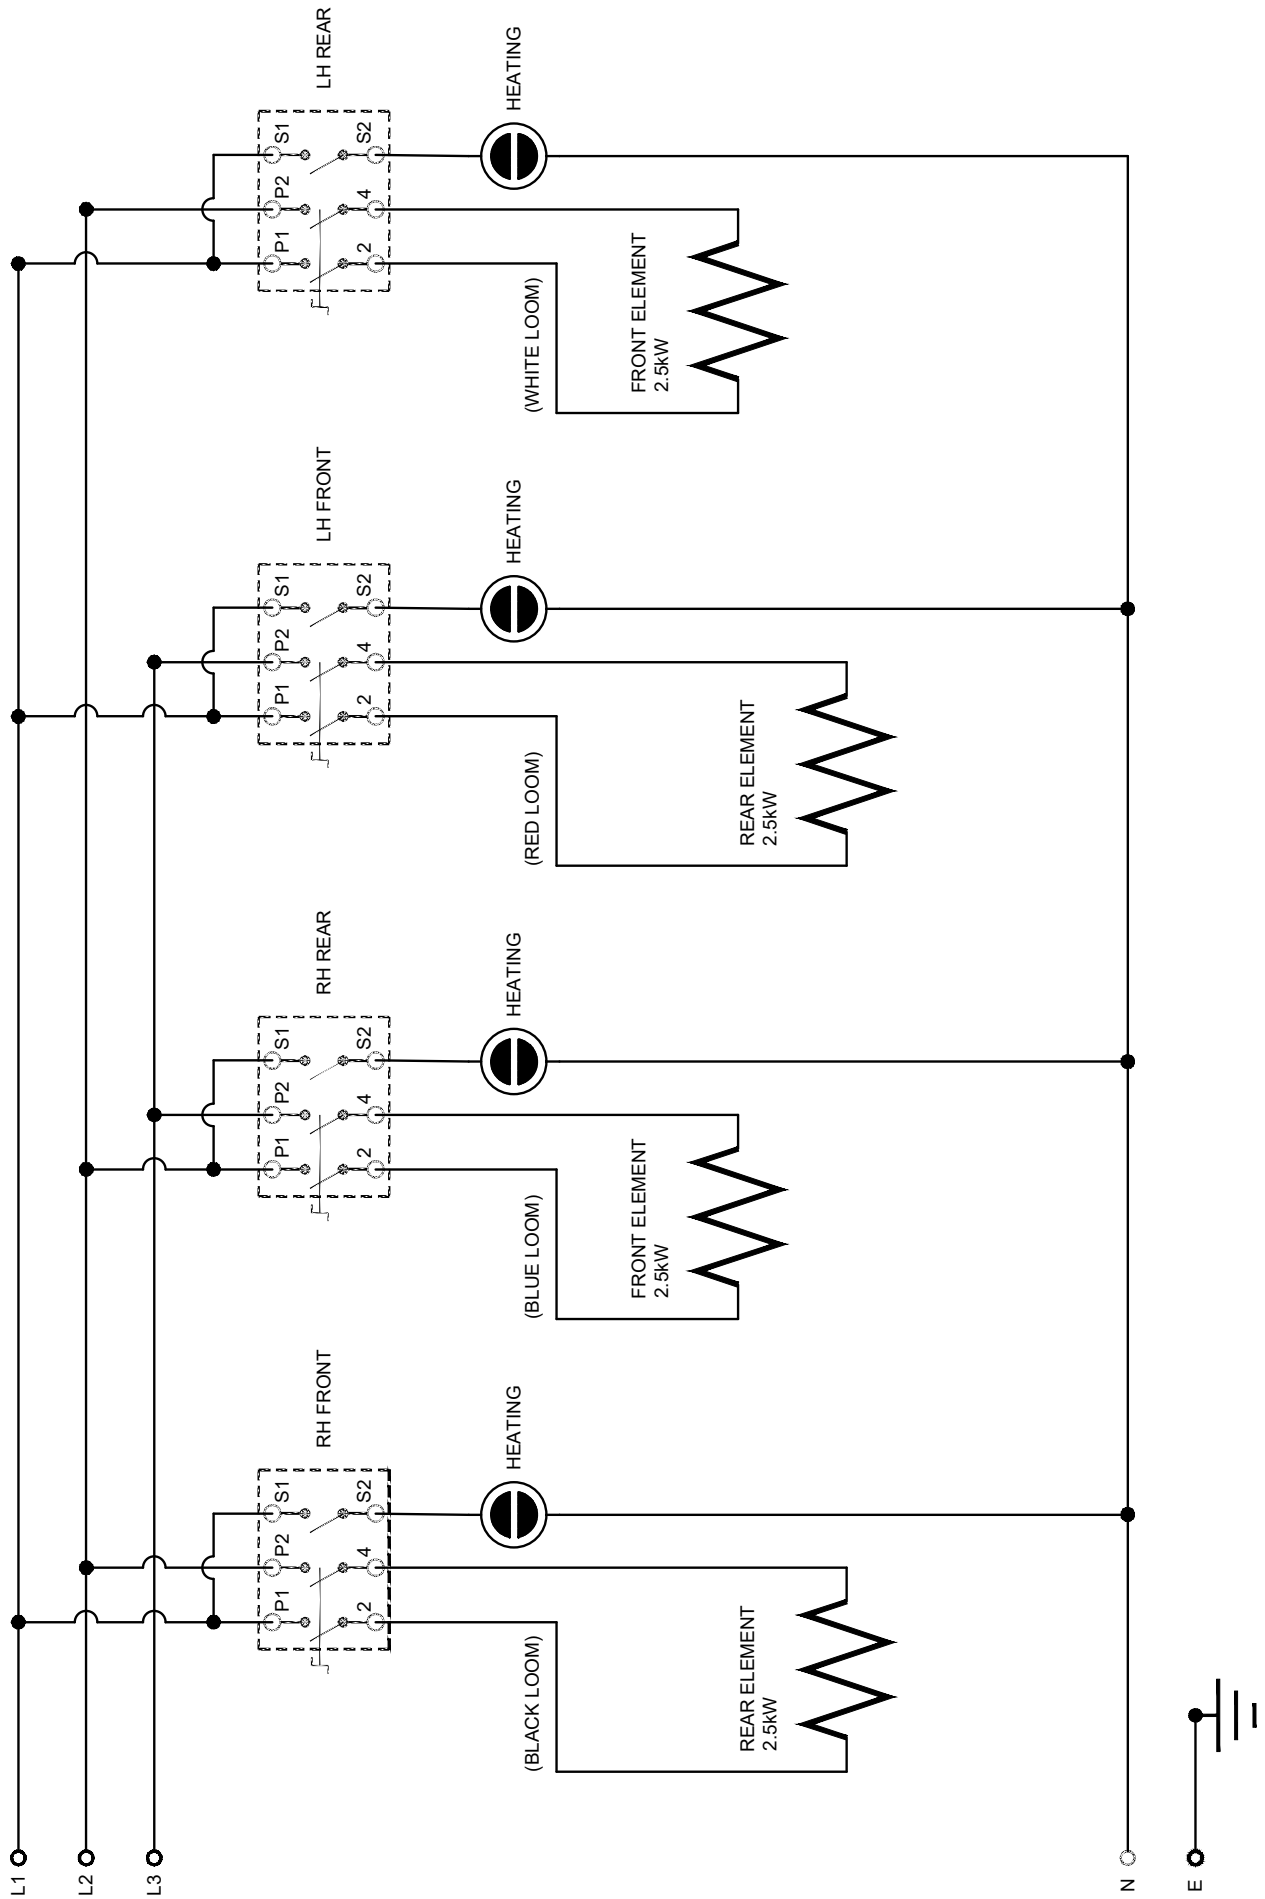 L1
L2
L3
N
E
RH FRONT
P1
P2
S1
2
4
S2
HEATING
(BLACK LOOM)
REAR ELEMENT
2.5kW
RH REAR
P1
P2
S1
2
4
S2
HEATING
(BLUE LOOM)
FRONT ELEMENT
2.5kW
LH FRONT
P1
P2
S1
2
4
S2
HEATING
(RED LOOM)
REAR ELEMENT
2.5kW
LH REAR
P1
P2
S1
2
4
S2
HEATING
(WHITE LOOM)
FRONT ELEMENT
2.5kW